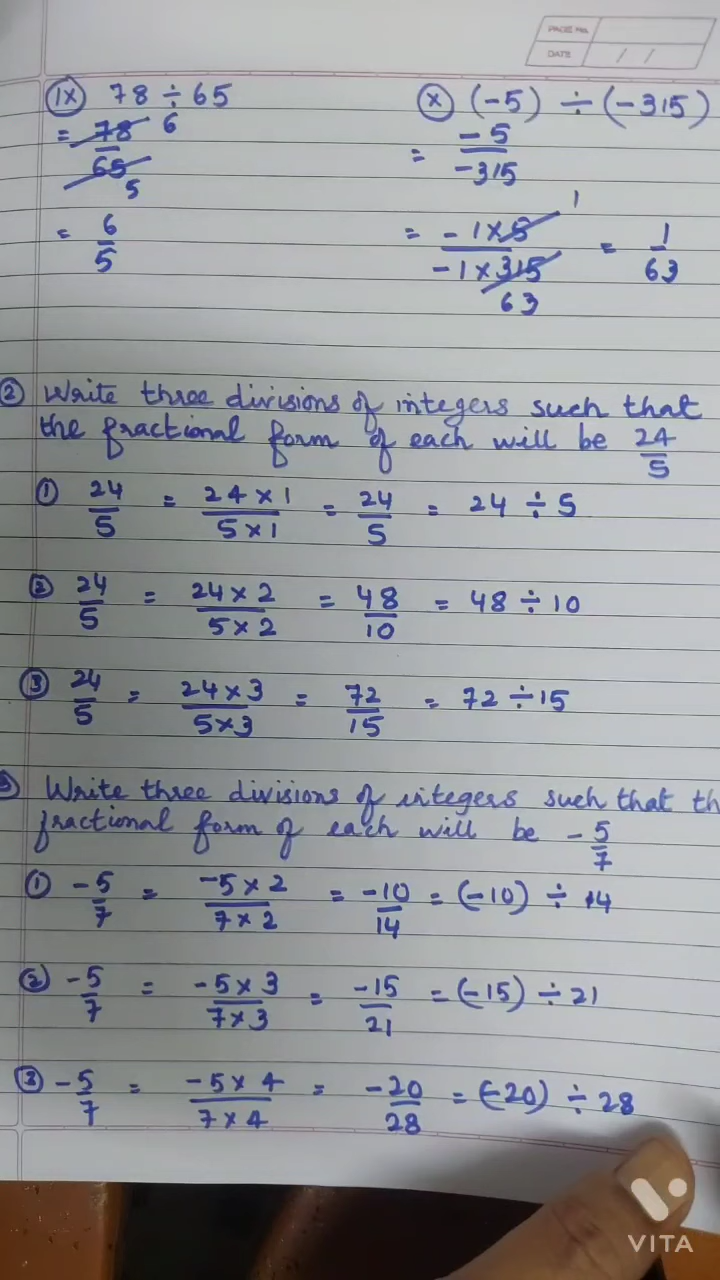 PAGE No.
DATE / /
(ix) 78 ÷ 65
= 78/65 6 5
= 6/5
(x) (-5) ÷ (-315)
= -5/-315
= -1×5/-1×315 1 63 = 1/63
② Write three divisions of integers such that
the fractional form of each will be 24/5
① 24/5 = 24×1/5×1 = 24/5 = 24 ÷ 5
② 24/5 = 24×2/5×2 = 48/10 = 48 ÷ 10
③ 24/5 = 24×3/5×3 = 72/15 = 72 ÷ 15
③ Write three divisions of integers such that th
fractional form of each will be -5/7
① -5/7 = -5×2/7×2 = -10/14 = (-10) ÷ 14
② -5/7 = -5×3/7×3 = -15/21 = (-15) ÷ 21
③ -5/7 = -5×4/7×4 = -20/28 = (-20) ÷ 28
VITA